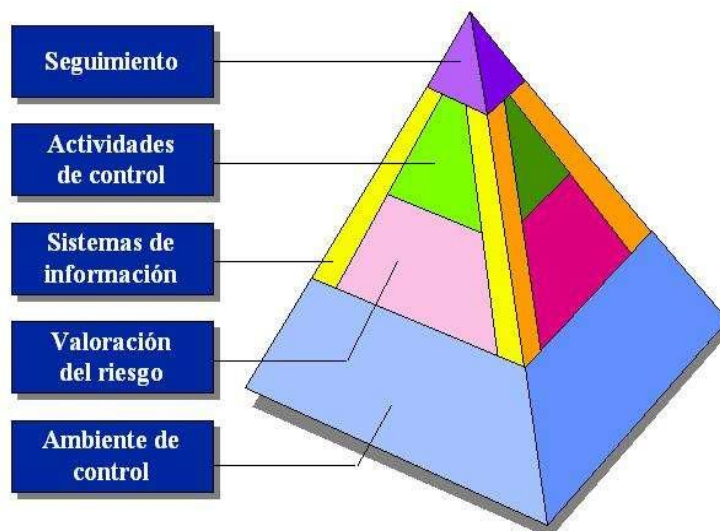 Seguimiento
Actividades
de control
Sistemas de
información
Valoración
del riesgo
Ambiente de
control